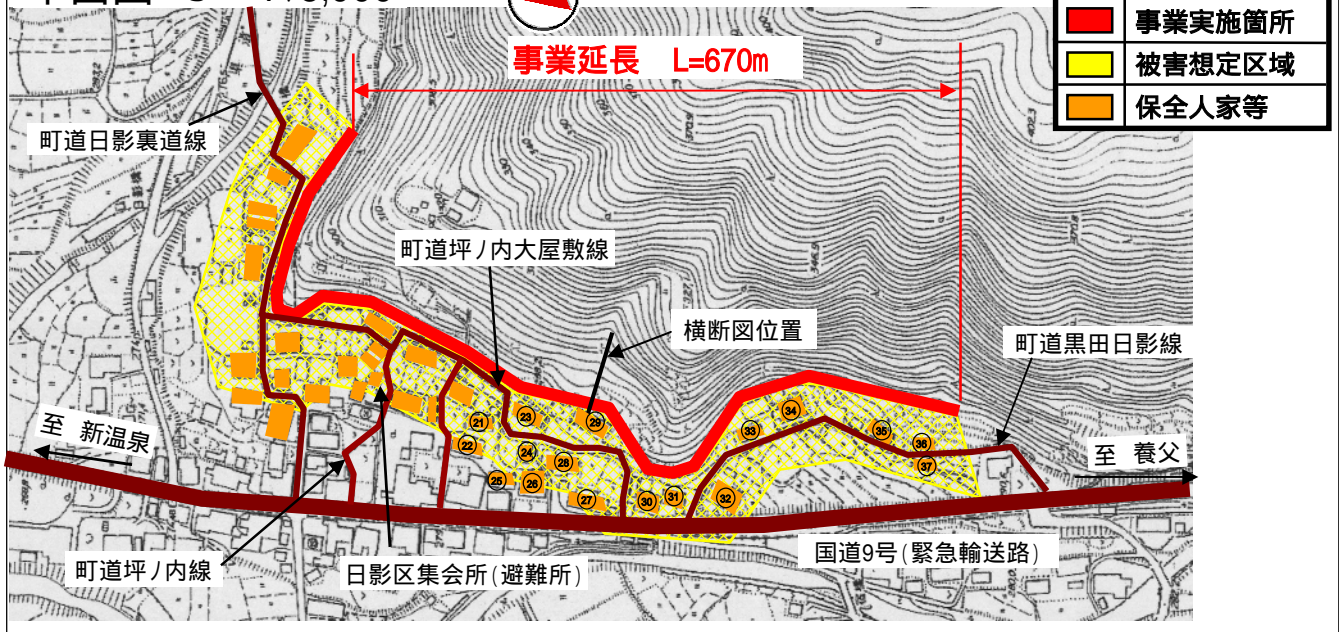 事業実施箇所
被害想定区域
保全人家等
事業延長 L=670m
町道日影裏道線
町道坪ノ内大屋敷線
横断図位置
町道黒田日影線
至 新温泉
至 養父
町道坪ノ内線
日影区集会所(避難所)
国道9号(緊急輸送路)
21
22
23
24
25
26
27
28
29
30
31
32
33
34
35
36
37